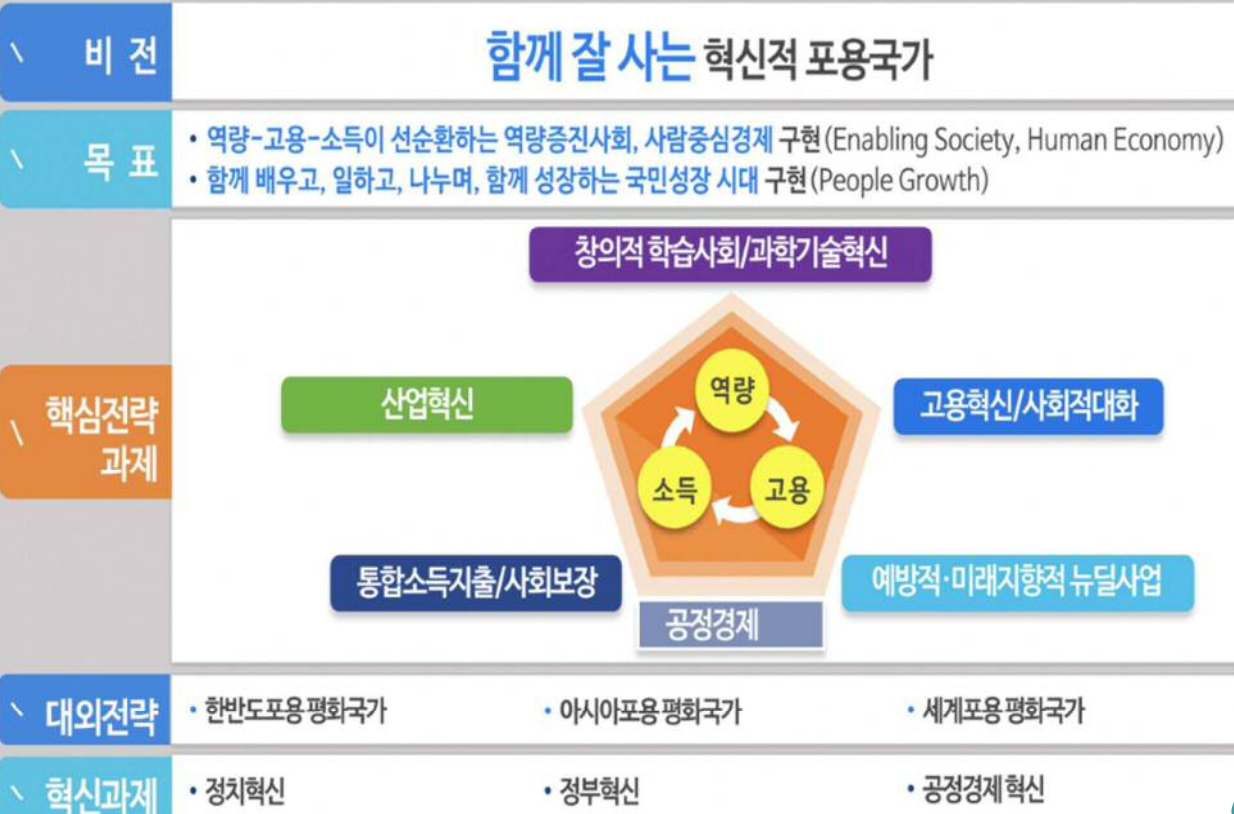 비 전
함께 잘 사는 혁신적 포용국가
목 표
• 역량-고용-소득이 선순환하는 역량증진사회, 사람중심경제 구현(Enabling Society, Human Economy)
• 함께 배우고, 일하고, 나누며, 함께 성장하는 국민성장 시대 구현(People Growth)
핵심전략
과제
창의적 학습사회/과학기술혁신
산업혁신
고용혁신/사회적대화
역량
소득
고용
통합소득지출/사회보장
예방적·미래지향적 뉴딜사업
공정경제
대외전략
• 한반도포용 평화국가
• 아시아포용 평화국가
• 세계포용 평화국가
혁신과제
• 정치혁신
• 정부혁신
• 공정경제 혁신